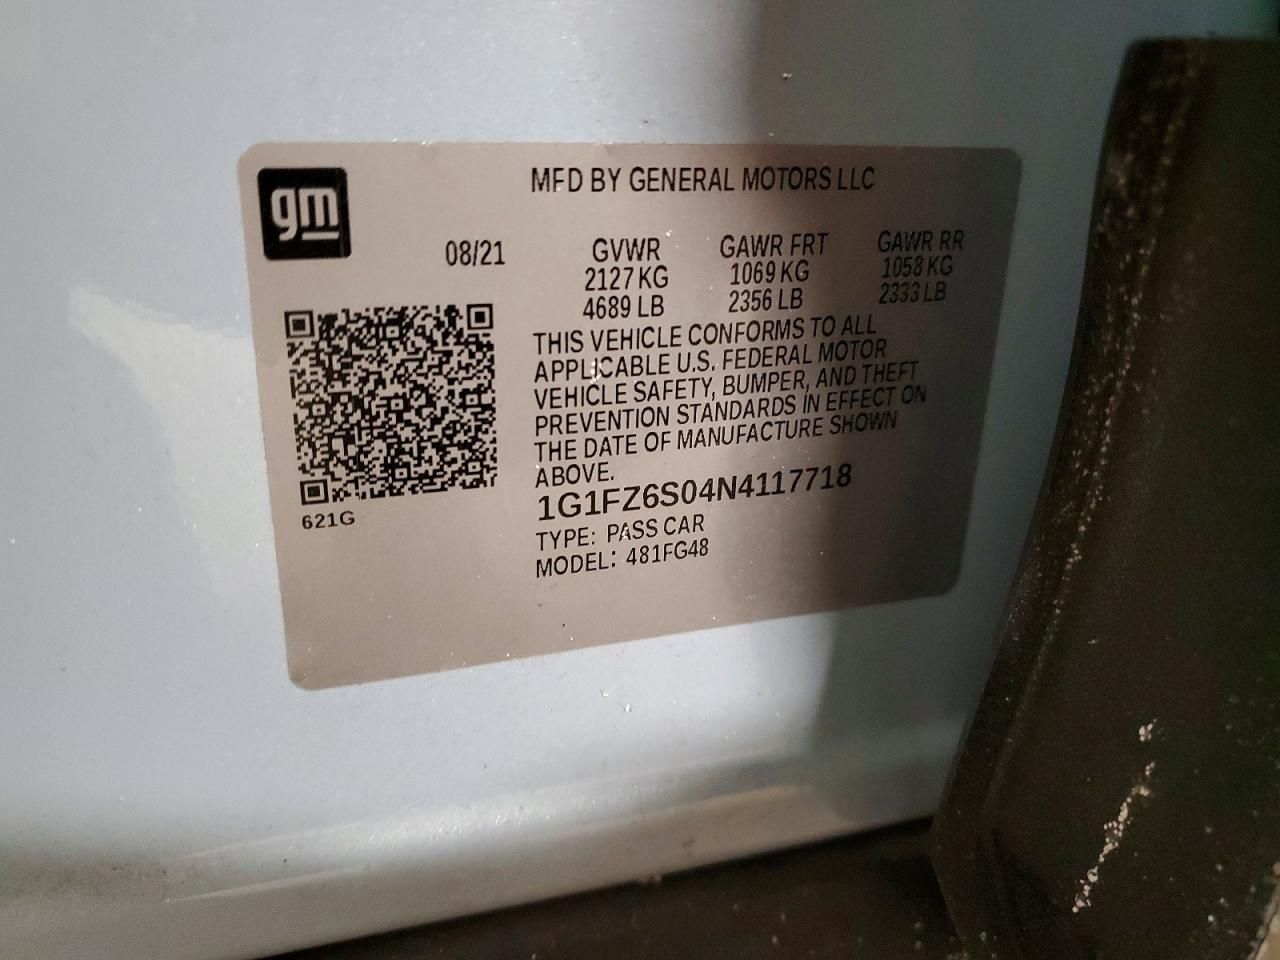 gm
MFD BY GENERAL MOTORS LLC
08/21
GVWR GAWR FRT GAWR RR
2127 KG 1069 KG 1058 KG
4689 LB 2356 LB 2333 LB
THIS VEHICLE CONFORMS TO ALL
APPLICABLE U.S. FEDERAL MOTOR
VEHICLE SAFETY, BUMPER, AND THEFT
PREVENTION STANDARDS IN EFFECT ON
THE DATE OF MANUFACTURE SHOWN
ABOVE.
1G1FZ6S04N4117718
621G
TYPE: PASS CAR
MODEL: 481FG48